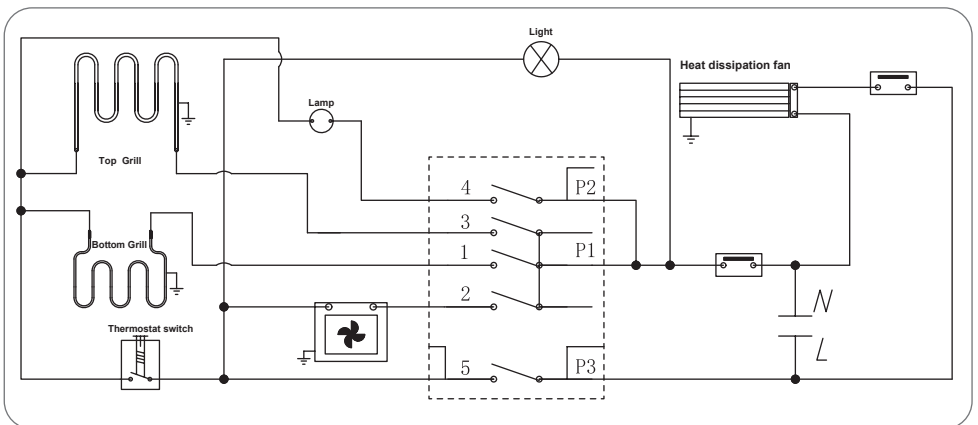 Light
Heat dissipation fan
Lamp
Top Grill
4
P2
3
Bottom Grill
1
P1
2
N
Thermostat switch
L
5
P3